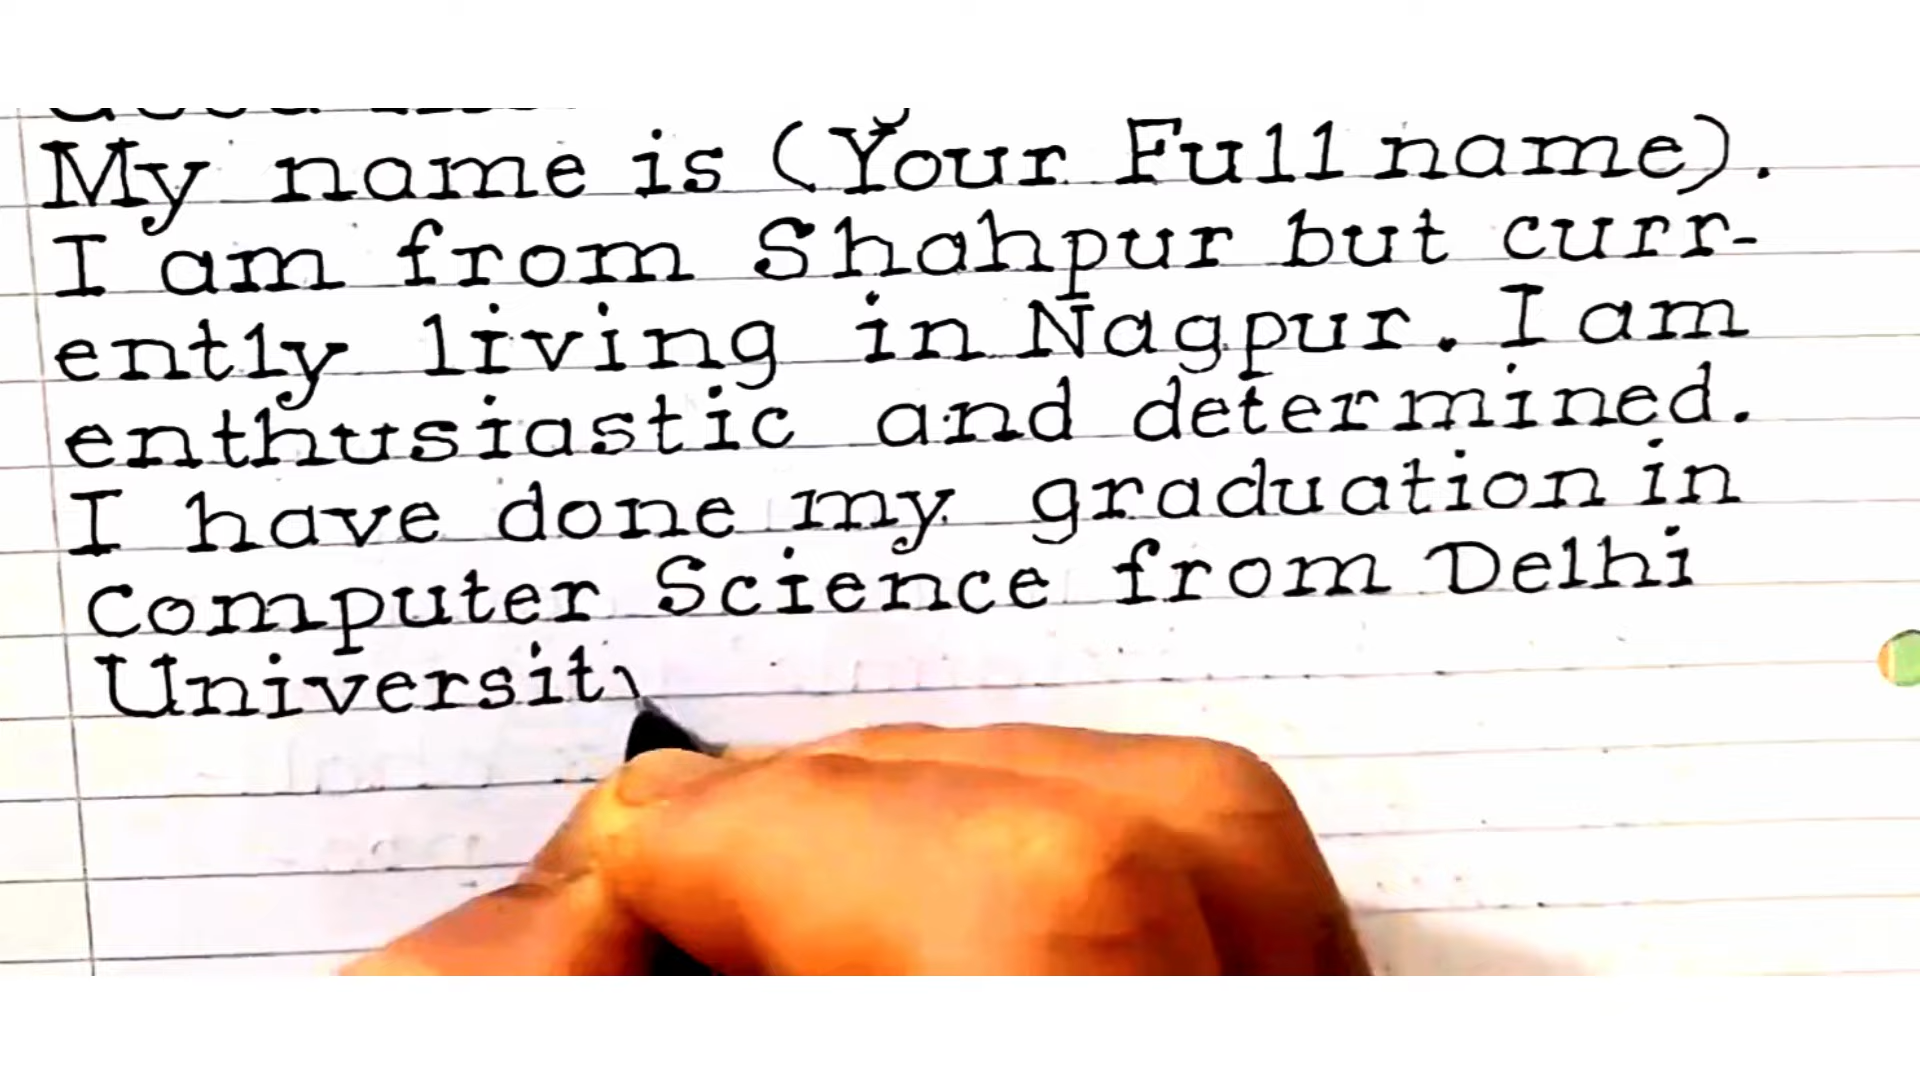 My name is (Your Full name).
I am from Shahpur but curr-
ently living in Nagpur. I am
enthusiastic and determined.
I have done my graduation in
Computer Science from Delhi
Universit